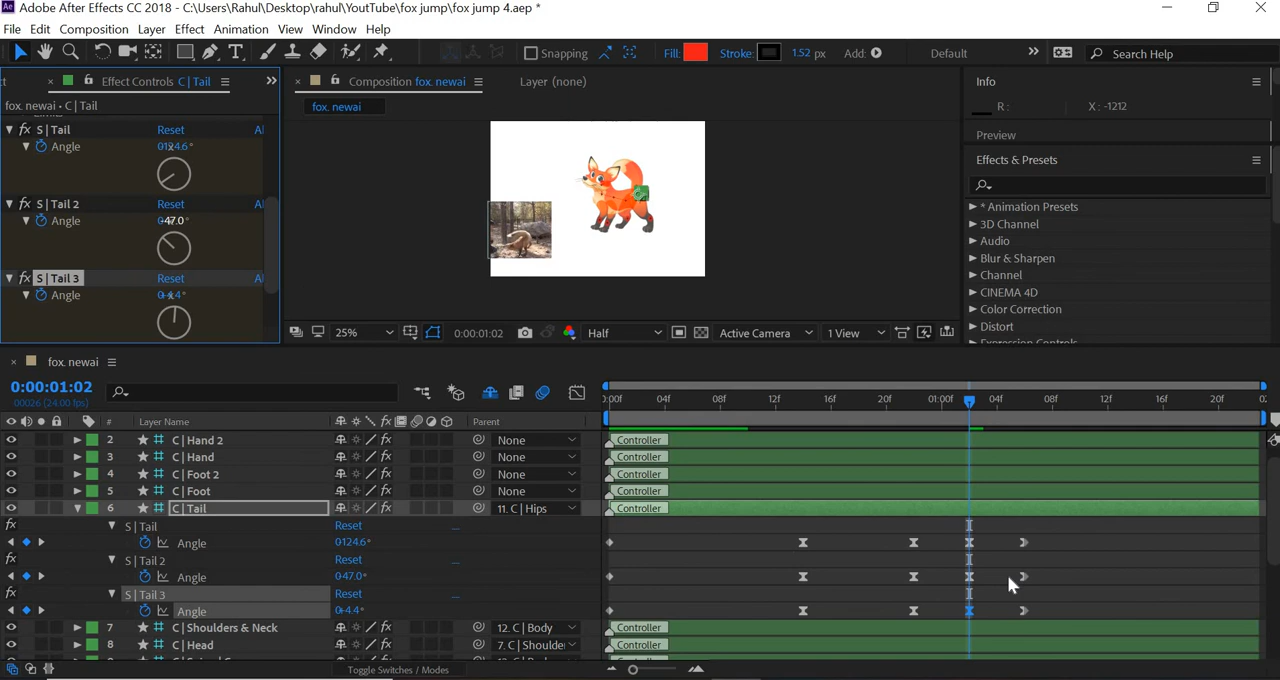 Adobe After Effects CC 2018 - C:\Users\Rahul\Desktop\rahul\YouTube\fox jump\fox jump 4.aep *
File Edit Composition Layer Effect Animation View Window Help
Snapping Fill: Stroke: 1.52 px Add: Default Search Help
Effect Controls C | Tail Composition fox. newai Layer (none) Info
fox. newai • C | Tail fox. newai R : X : -1212
S | Tail Reset
Angle
Preview
Effects & Presets
S | Tail 2 Reset
Angle
* Animation Presets
3D Channel
Audio
Blur & Sharpen
Channel
CINEMA 4D
Color Correction
Distort
Expression Controls
S | Tail 3 Reset
Angle
25% 0:00:01:02 Half Active Camera 1 View
fox. newai
0:00:01:02
00026 (24.00 fps)
:00f 04f 08f 12f 16f 20f 01:00f 04f 08f 12f 16f 20f 02
# Layer Name Parent
2 C | Hand 2 None Controller
3 C | Hand None Controller
4 C | Foot 2 None Controller
5 C | Foot None Controller
6 C | Tail 11. C | Hips Controller
S | Tail Reset
Angle 0x+124.6°
S | Tail 2 Reset
Angle
S | Tail 3 Reset
Angle
7 C | Shoulders & Neck 12. C | Body Controller
8 C | Head 7. C | Shoulde Controller
Toggle Switches / Modes